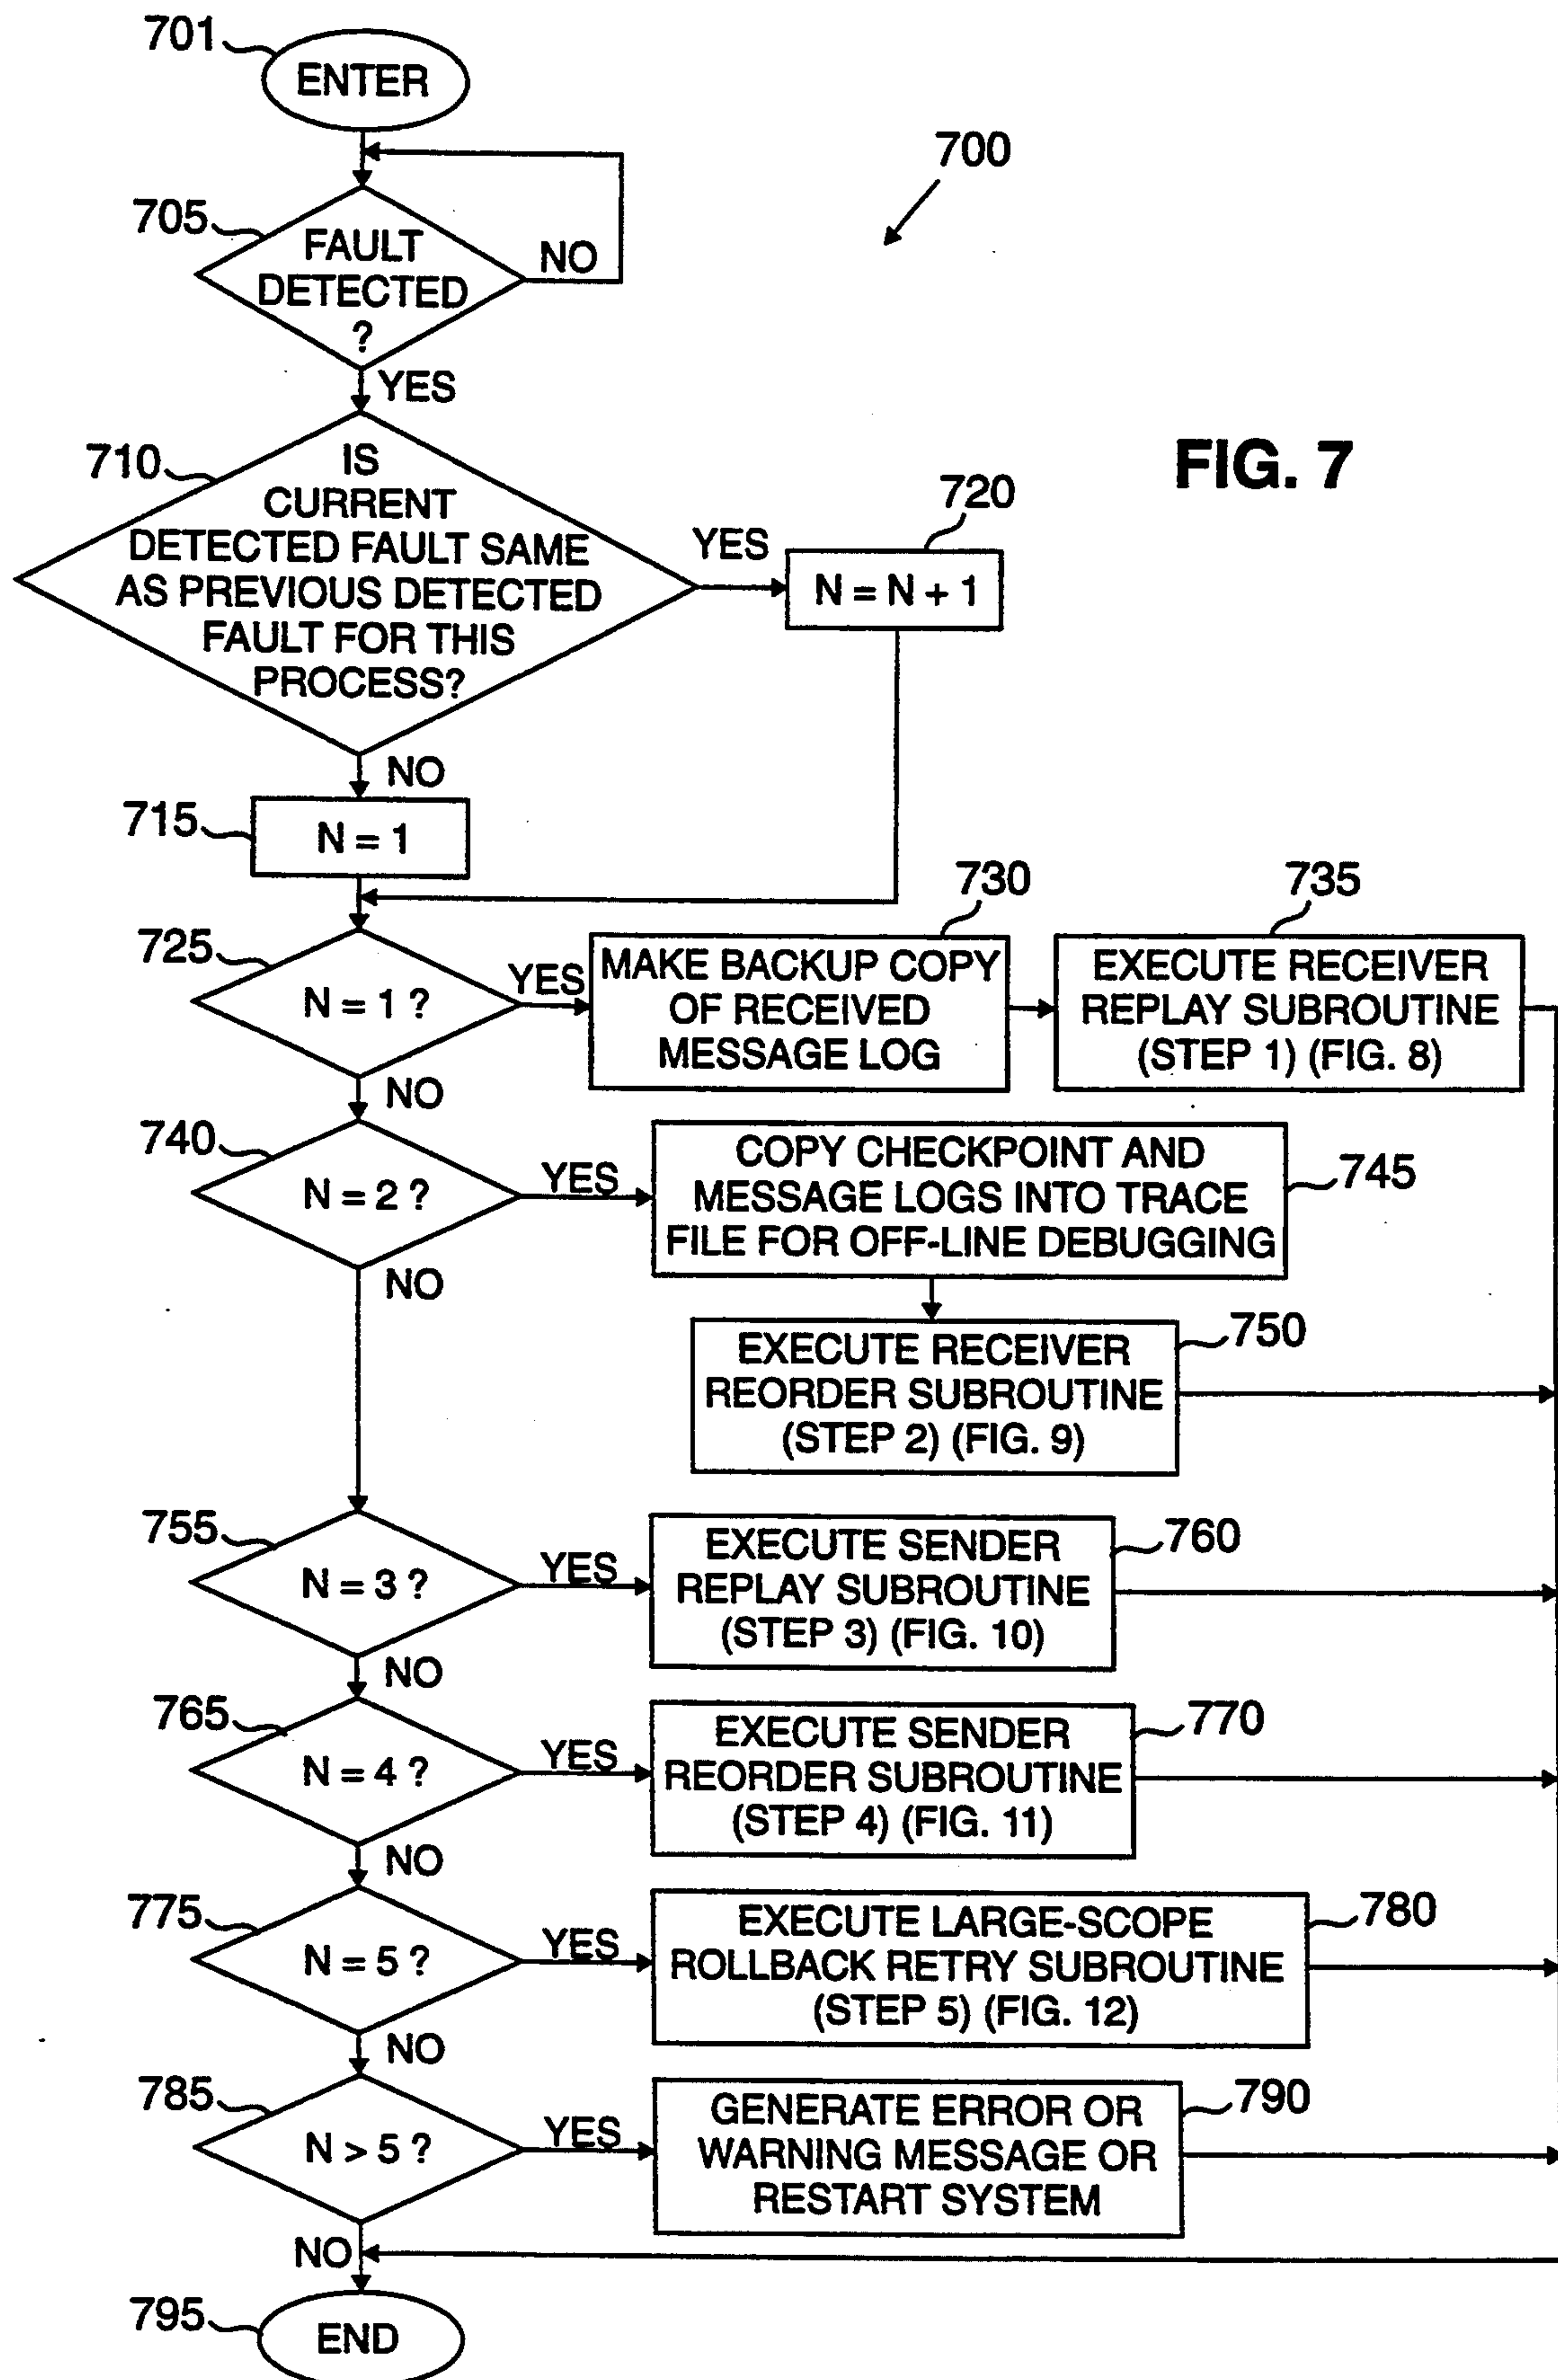 701
ENTER
700
705
FAULT
DETECTED
?
NO
YES
FIG. 7
710
IS
CURRENT
DETECTED FAULT SAME
AS PREVIOUS DETECTED
FAULT FOR THIS
PROCESS?
YES
720
N = N + 1
NO
715
N = 1
725
N = 1 ?
YES
730
MAKE BACKUP COPY
OF RECEIVED
MESSAGE LOG
735
EXECUTE RECEIVER
REPLAY SUBROUTINE
(STEP 1) (FIG. 8)
NO
740
N = 2 ?
YES
COPY CHECKPOINT AND
MESSAGE LOGS INTO TRACE
FILE FOR OFF-LINE DEBUGGING
745
NO
EXECUTE RECEIVER
REORDER SUBROUTINE
(STEP 2) (FIG. 9)
750
755
N = 3 ?
YES
EXECUTE SENDER
REPLAY SUBROUTINE
(STEP 3) (FIG. 10)
760
NO
765
N = 4 ?
YES
EXECUTE SENDER
REORDER SUBROUTINE
(STEP 4) (FIG. 11)
770
NO
775
N = 5 ?
YES
EXECUTE LARGE-SCOPE
ROLLBACK RETRY SUBROUTINE
(STEP 5) (FIG. 12)
780
NO
785
N > 5 ?
YES
GENERATE ERROR OR
WARNING MESSAGE OR
RESTART SYSTEM
790
NO
795
END